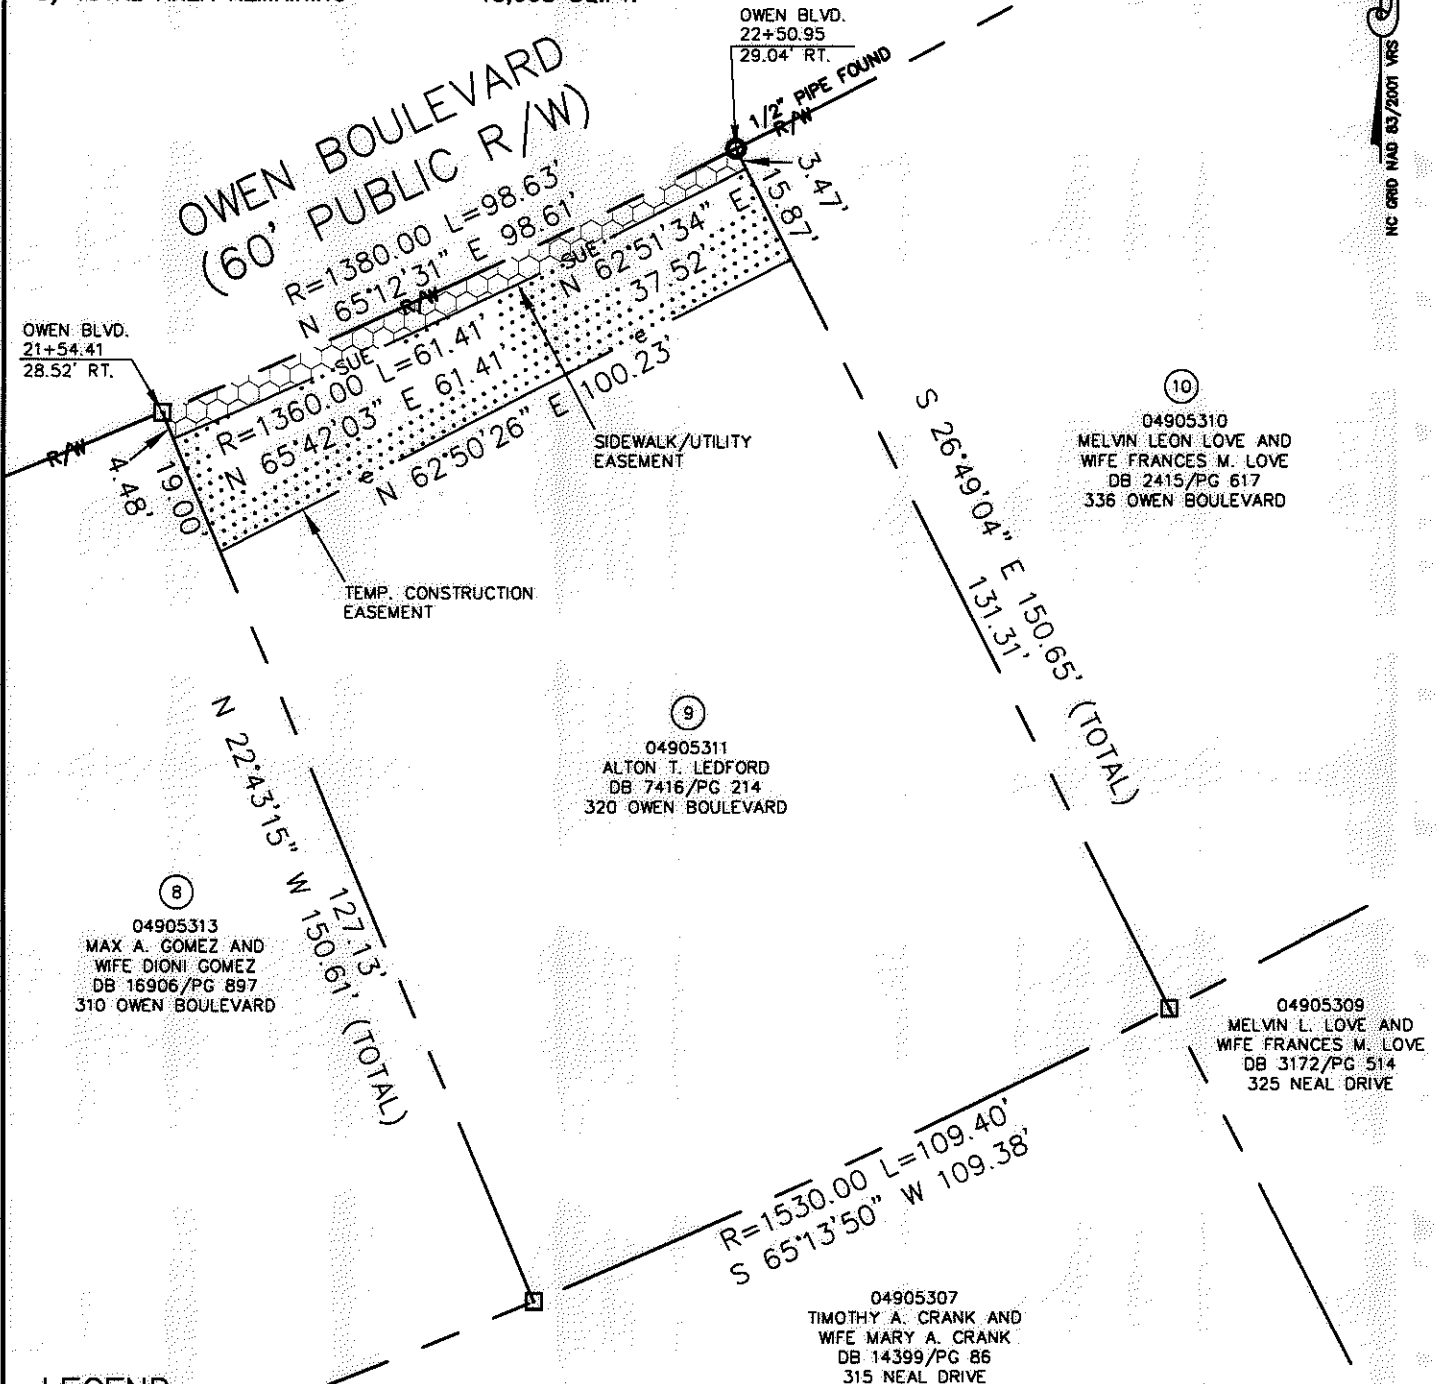 OWEN BLVD.
22+50.95
29.04' RT.
1/2" PIPE FOUND
R/W
NC GRID NAD 83/2001 VRS
OWEN BOULEVARD
(60' PUBLIC R/W)
R=1380.00 L=98.63'
N 65°12'31" E 98.61'
R/W
3.47'
15.87'
SUE
N 62°51'34" E
37.52'
OWEN BLVD.
21+54.41
28.52' RT.
SUE
R=1360.00 L=61.41'
N 65°42'03" E 61.41'
e
e
N 62°50'26" E 100.23'
R/W
4.48'
19.00'
SIDEWALK/UTILITY
EASEMENT
TEMP. CONSTRUCTION
EASEMENT
10
04905310
MELVIN LEON LOVE AND
WIFE FRANCES M. LOVE
DB 2415/PG 617
336 OWEN BOULEVARD
S 26°49'04" E 150.65' (TOTAL)
131.31'
9
04905311
ALTON T. LEDFORD
DB 7416/PG 214
320 OWEN BOULEVARD
N 22°43'15" W 150.61' (TOTAL)
127.13'
8
04905313
MAX A. GOMEZ AND
WIFE DIONI GOMEZ
DB 16906/PG 897
310 OWEN BOULEVARD
04905309
MELVIN L. LOVE AND
WIFE FRANCES M. LOVE
DB 3172/PG 514
325 NEAL DRIVE
R=1530.00 L=109.40'
S 65°13'50" W 109.38'
04905307
TIMOTHY A. CRANK AND
WIFE MARY A. CRANK
DB 14399/PG 86
315 NEAL DRIVE
LEGEND